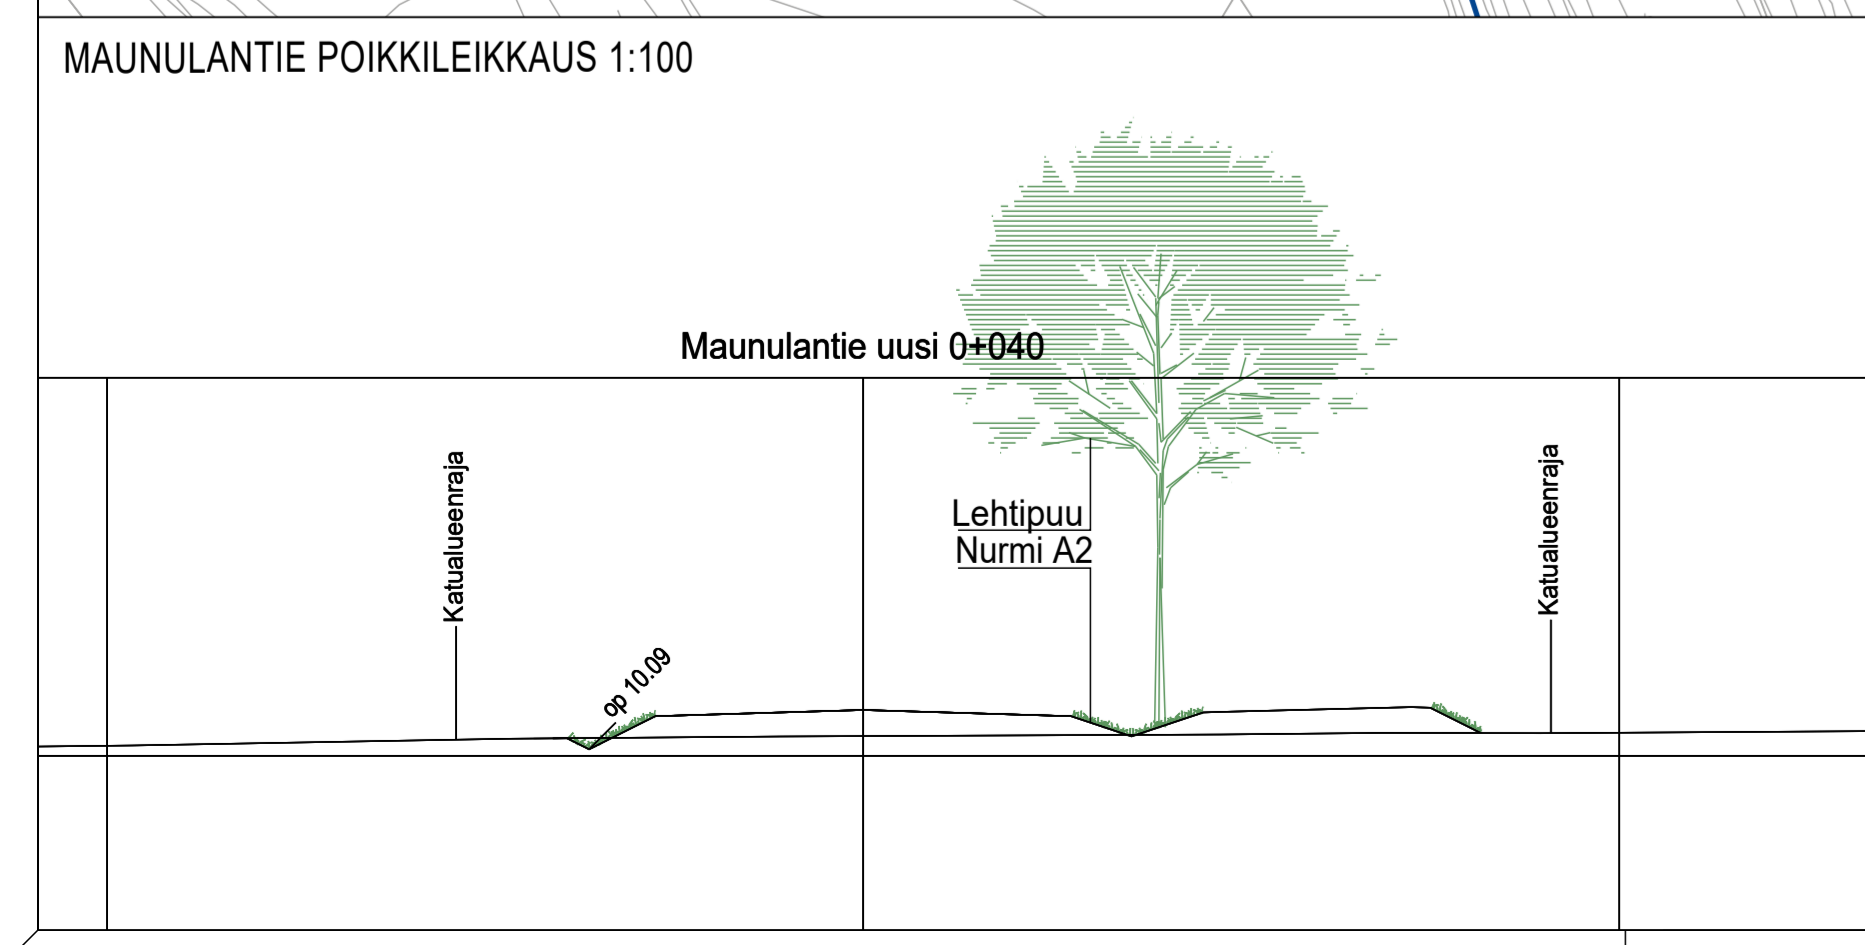 MAUNULANTIE POIKKILEIKKAUS 1:100
Maunulantie uusi 0+040
Katualueenraja
Lehtipuu
Nurmi A2
Katualueenraja
op 10.09